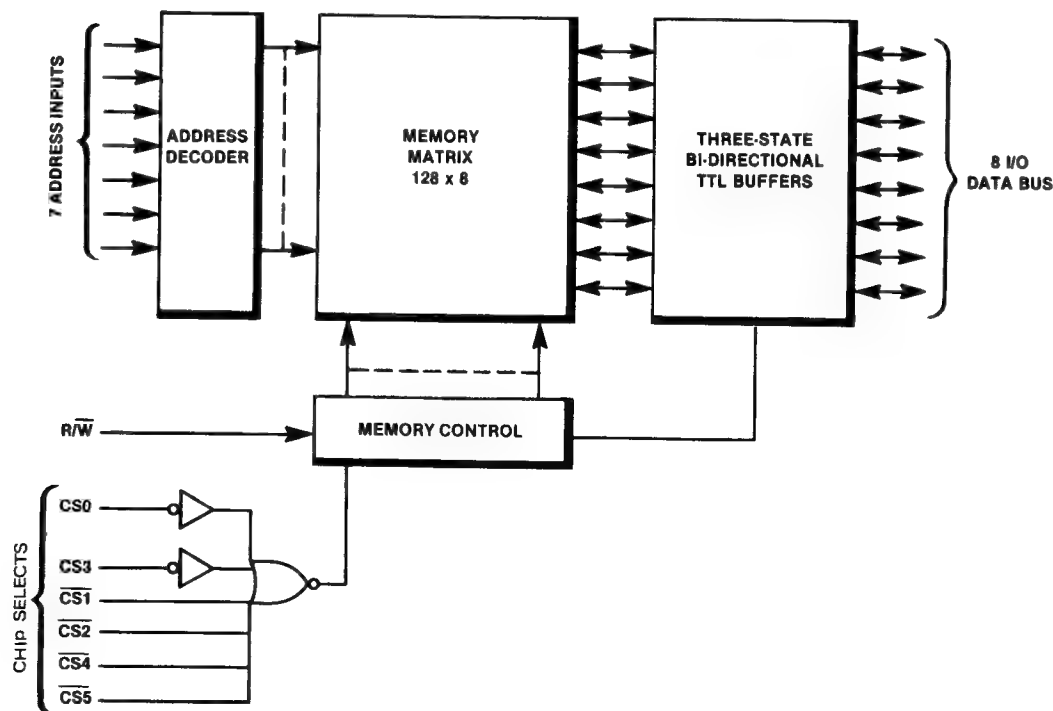 7 ADDRESS INPUTS
ADDRESS
DECODER
MEMORY
MATRIX
128 x 8
THREE-STATE
BI-DIRECTIONAL
TTL BUFFERS
8 I/O
DATA BUS
R/W̅
MEMORY CONTROL
CHIP SELECTS
CS0
CS3
C̅S̅1̅
C̅S̅2̅
C̅S̅4̅
C̅S̅5̅